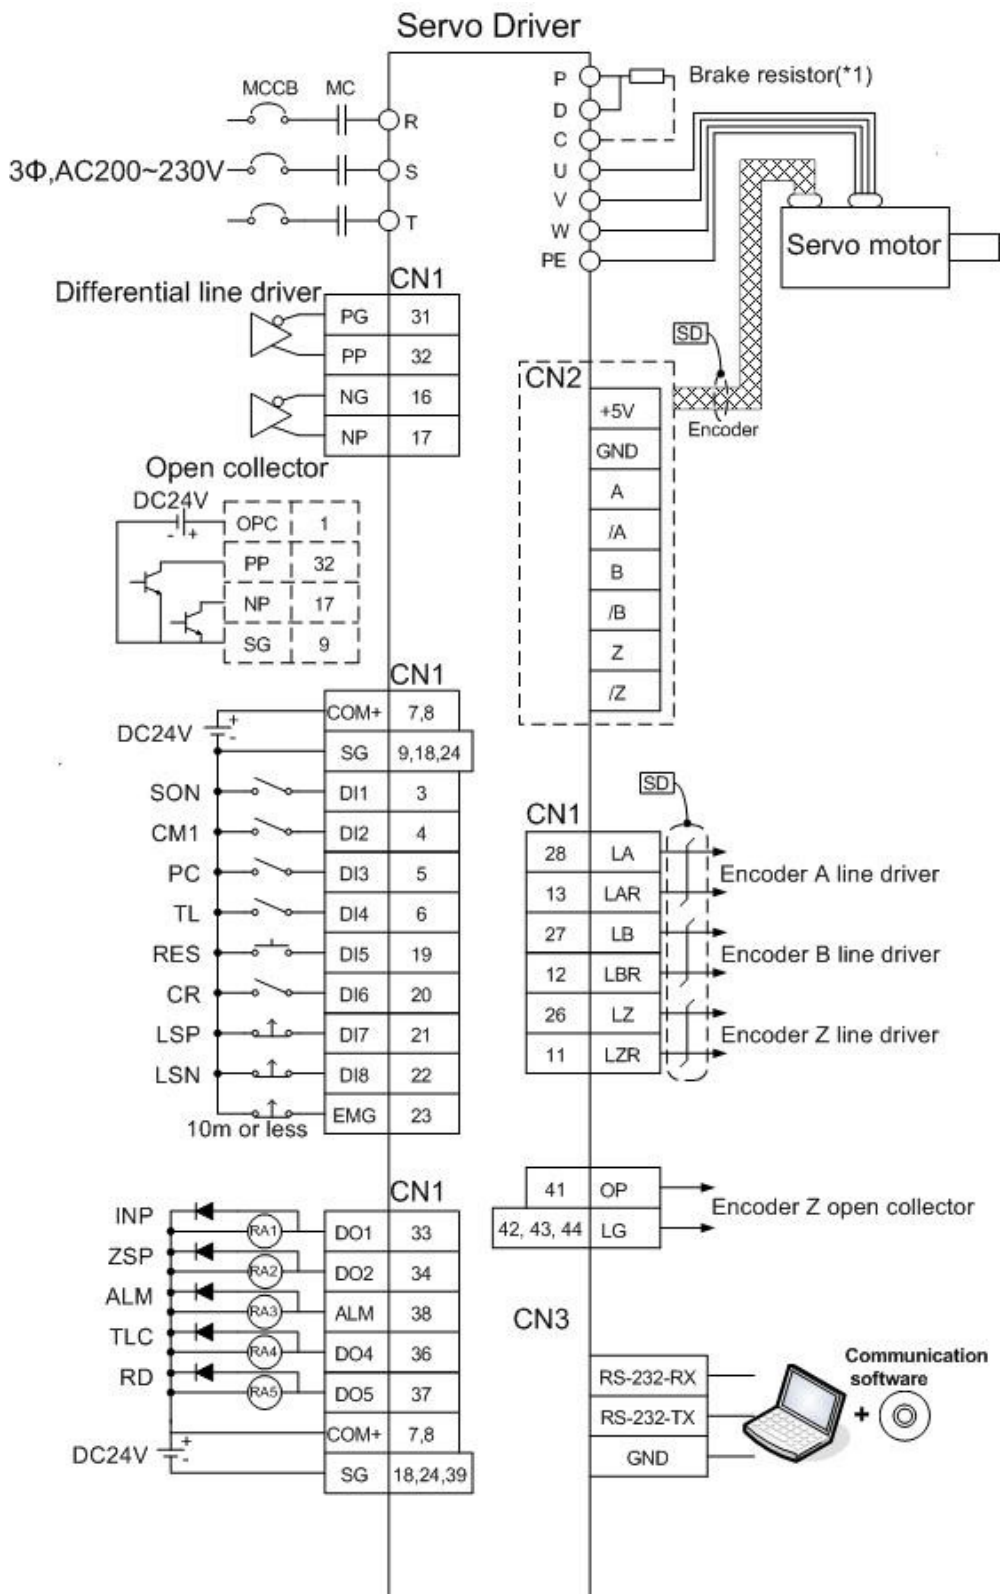 Servo Driver
MCCB MC
R
3Φ,AC200~230V
S
T
P
D
C
U
V
W
PE
Brake resistor(*1)
Servo motor
Differential line driver
CN1
PG 31
PP 32
NG 16
NP 17
Open collector
DC24V
- +
OPC 1
PP 32
NP 17
SG 9
SD
Encoder
CN2
+5V
GND
A
/A
B
/B
Z
/Z
CN1
DC24V
+
-
COM+ 7,8
SG 9,18,24
SON DI1 3
CM1 DI2 4
PC DI3 5
TL DI4 6
RES DI5 19
CR DI6 20
LSP DI7 21
LSN DI8 22
EMG 23
10m or less
SD
CN1
28 LA
13 LAR
Encoder A line driver
27 LB
12 LBR
Encoder B line driver
26 LZ
11 LZR
Encoder Z line driver
41 OP
42, 43, 44 LG
Encoder Z open collector
CN1
INP RA1 DO1 33
ZSP RA2 DO2 34
ALM RA3 ALM 38
TLC RA4 DO4 36
RD RA5 DO5 37
COM+ 7,8
DC24V
+
-
SG 18,24,39
CN3
RS-232-RX
RS-232-TX
GND
Communication
software
+